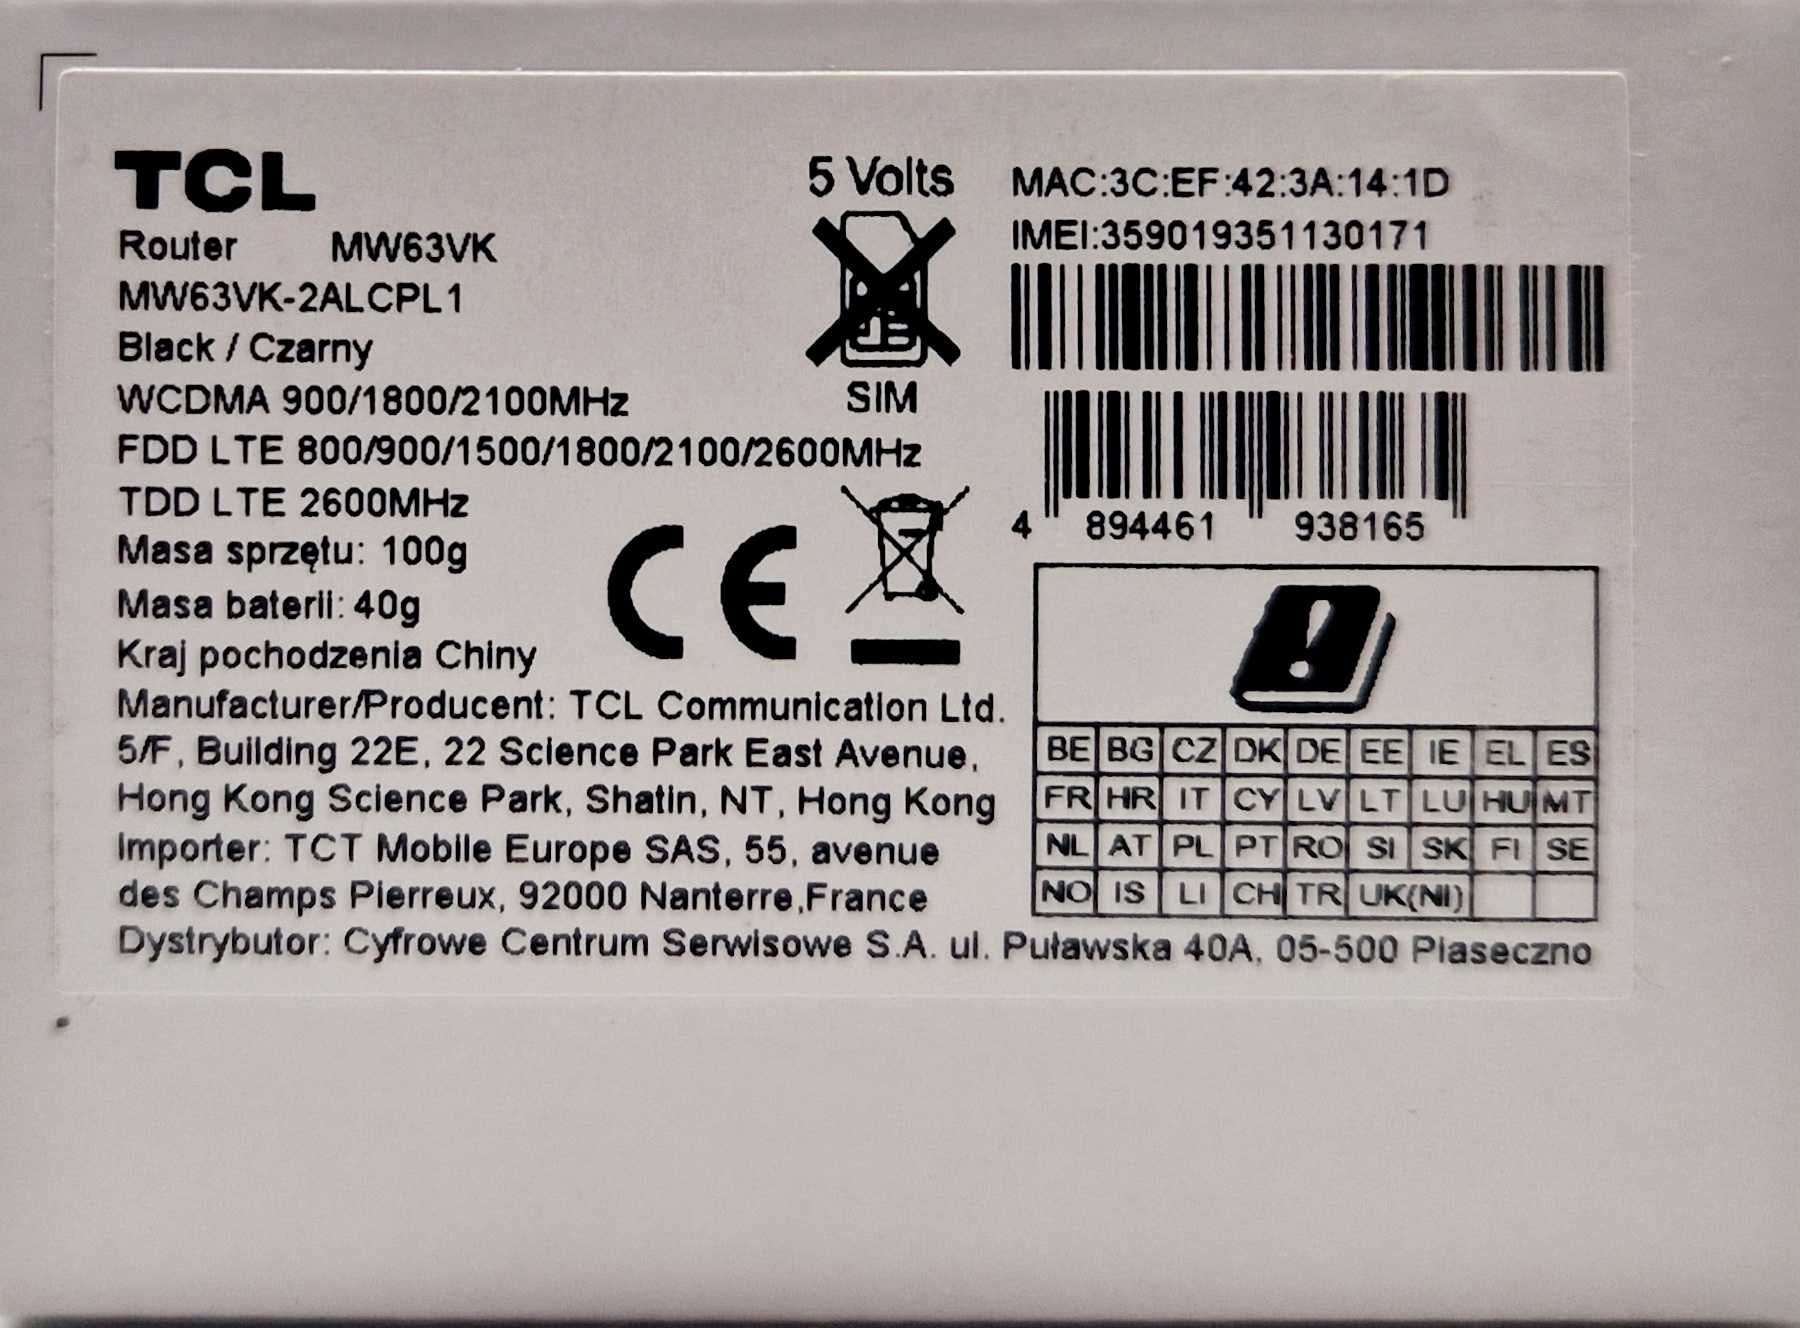 TCL
Router MW63VK
MW63VK-2ALCPL1
Black / Czarny
WCDMA 900/1800/2100MHz
FDD LTE 800/900/1500/1800/2100/2600MHz
TDD LTE 2600MHz
Masa sprzętu: 100g
Masa baterii: 40g
Kraj pochodzenia Chiny
Manufacturer/Producent: TCL Communication Ltd.
5/F, Building 22E, 22 Science Park East Avenue,
Hong Kong Science Park, Shatin, NT, Hong Kong
Importer: TCT Mobile Europe SAS, 55, avenue
des Champs Pierreux, 92000 Nanterre,France
Dystrybutor: Cyfrowe Centrum Serwisowe S.A. ul. Puławska 40A, 05-500 Piaseczno
5 Volts
SIM
CE
MAC:3C:EF:42:3A:14:1D
IMEI:359019351130171
4 894461 938165
BE BG CZ DK DE EE IE EL ES
FR HR IT CY LV LT LU HU MT
NL AT PL PT RO SI SK FI SE
NO IS LI CH TR UK(NI)